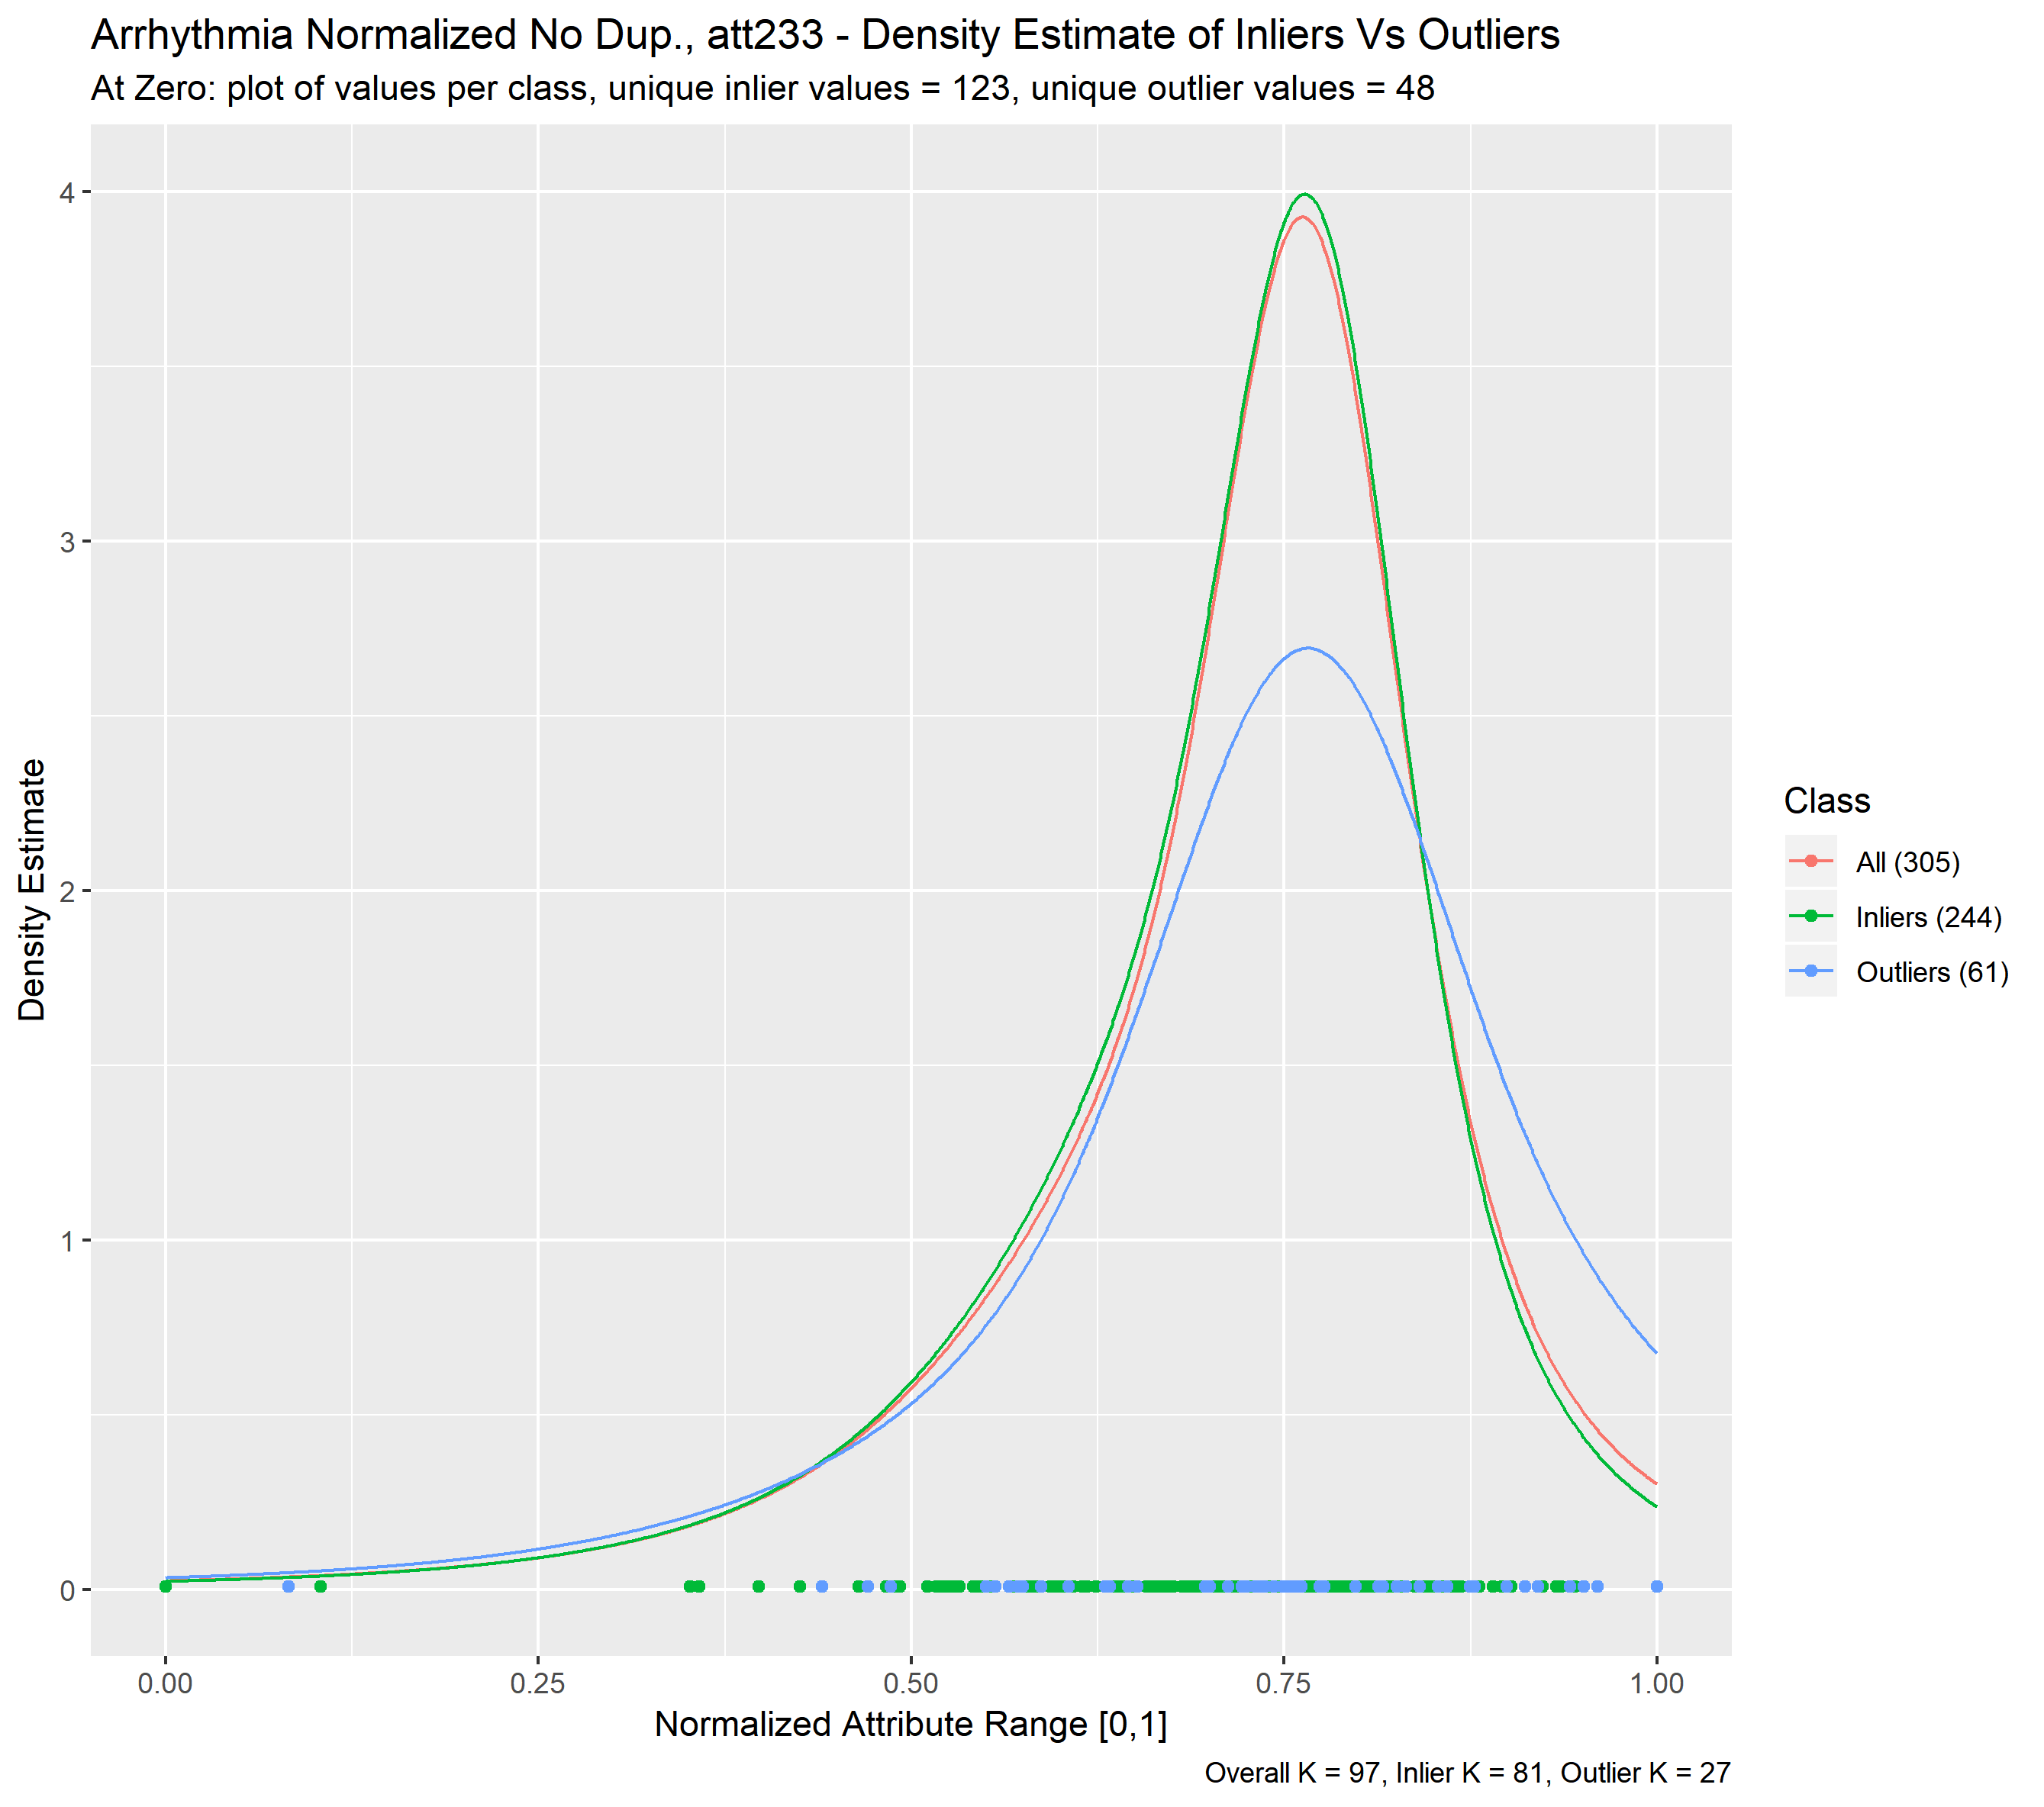 Arrhythmia Normalized No Dup., att233 - Density Estimate of Inliers Vs Outliers
At Zero: plot of values per class, unique inlier values = 123, unique outlier values = 48
4
3
2
1
0
Density Estimate
0.00
0.25
0.50
0.75
1.00
Normalized Attribute Range [0,1]
Class
All (305)
Inliers (244)
Outliers (61)
Overall K = 97, Inlier K = 81, Outlier K = 27